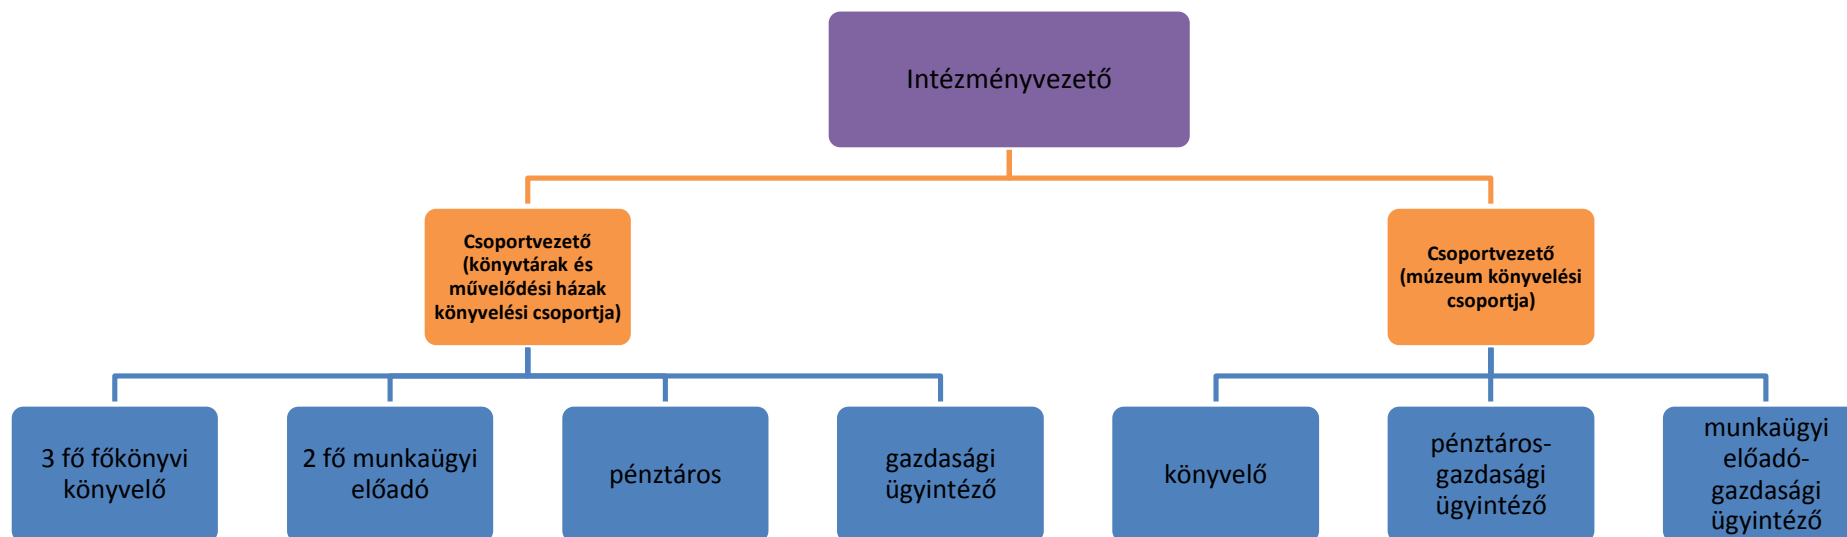 Intézményvezető
Csoportvezető
(könyvtárak és
művelődési házak
könyvelési csoportja)
Csoportvezető
(múzeum könyvelési
csoportja)
3 fő főkönyvi
könyvelő
2 fő munkaügyi
előadó
pénztáros
gazdasági
ügyintéző
könyvelő
pénztáros-
gazdasági
ügyintéző
munkaügyi
előadó-
gazdasági
ügyintéző